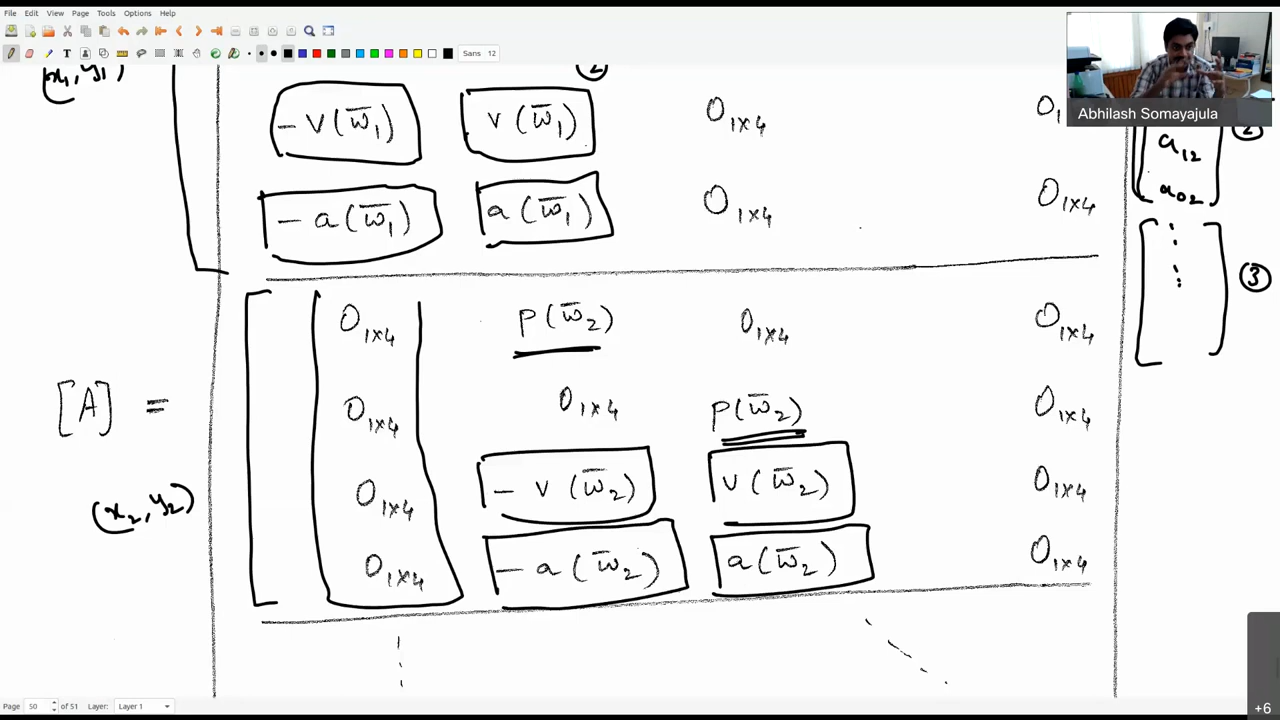 File Edit View Page Tools Options Help
Sans 12
Abhilash Somayajula
(x₁, y₁)
②
- v(w̄₁) v(w̄₁) 0₁ₓ₄ 0₁
a₁₂
- a(w̄₁) a(w̄₁) 0₁ₓ₄ 0₁ₓ₄
a₀₂
0₁ₓ₄ p(w̄₂) 0₁ₓ₄ 0₁ₓ₄
③
[A] = 0₁ₓ₄ 0₁ₓ₄ p(w̄₂) 0₁ₓ₄
(x₂, y₂) 0₁ₓ₄ - v(w̄₂) v(w̄₂) 0₁ₓ₄
0₁ₓ₄ - a(w̄₂) a(w̄₂) 0₁ₓ₄
Page 50 of 51 Layer: Layer 1
+6